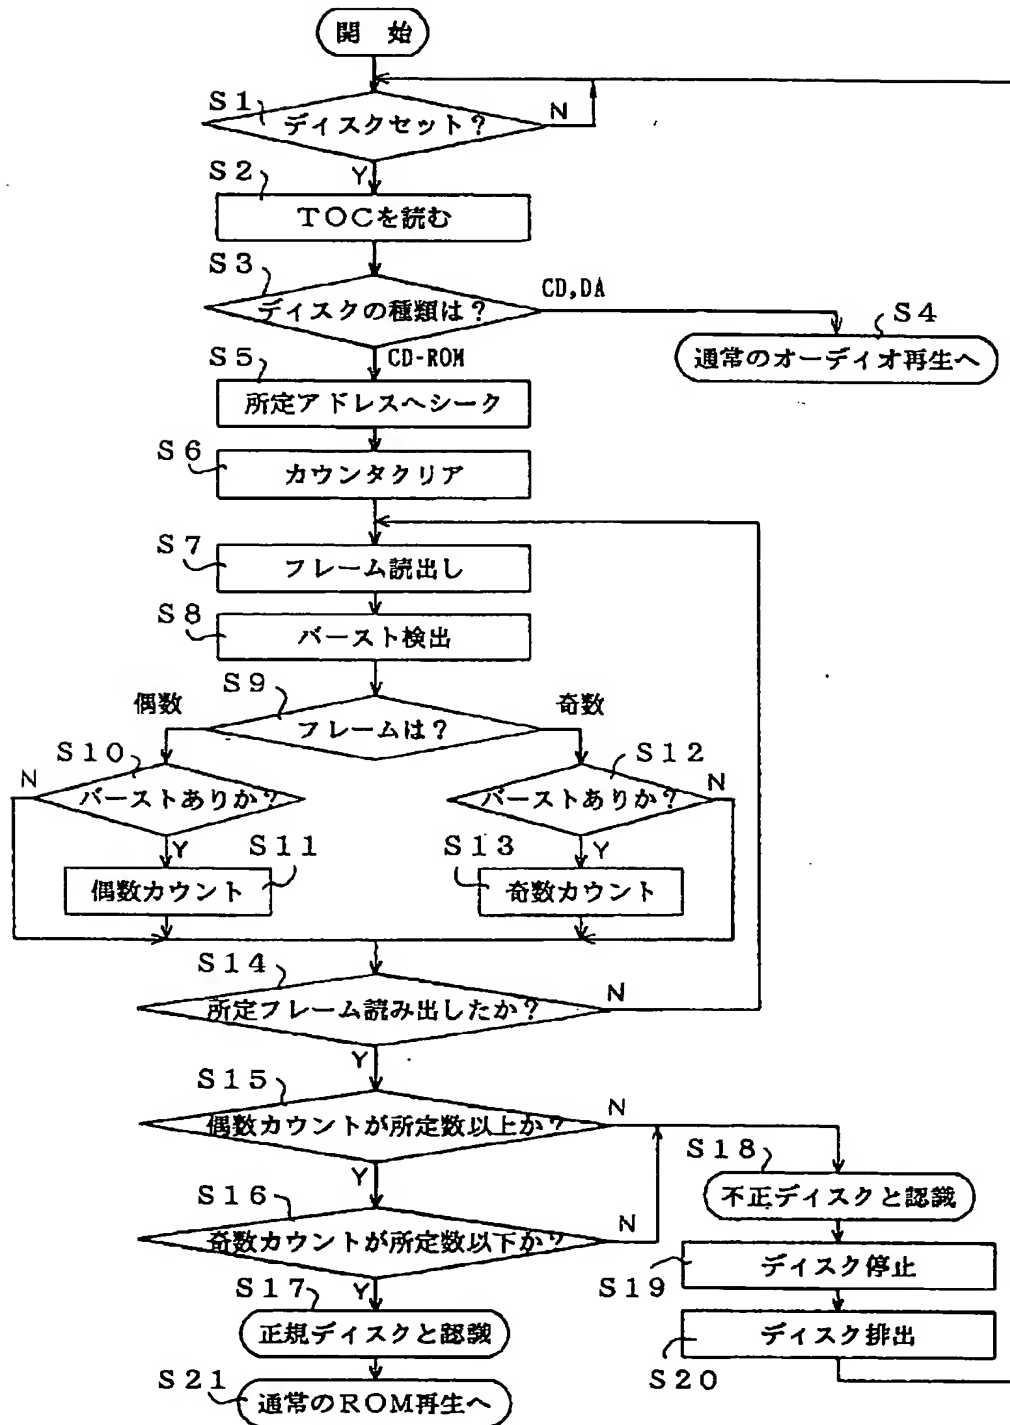 開 始
S1
ディスクセット？
N
Y
S2
TOCを読む
S3
ディスクの種類は？
CD,DA
S4
通常のオーディオ再生へ
CD-ROM
S5
所定アドレスへシーク
S6
カウンタクリア
S7
フレーム読出し
S8
バースト検出
S9
偶数
フレームは？
奇数
S10
N
バーストありか？
Y
S11
偶数カウント
S12
バーストありか？
N
Y
S13
奇数カウント
S14
所定フレーム読み出したか？
N
Y
S15
偶数カウントが所定数以上か？
N
Y
S16
奇数カウントが所定数以下か？
N
Y
S17
正規ディスクと認識
S21
通常のROM再生へ
S18
不正ディスクと認識
S19
ディスク停止
S20
ディスク排出